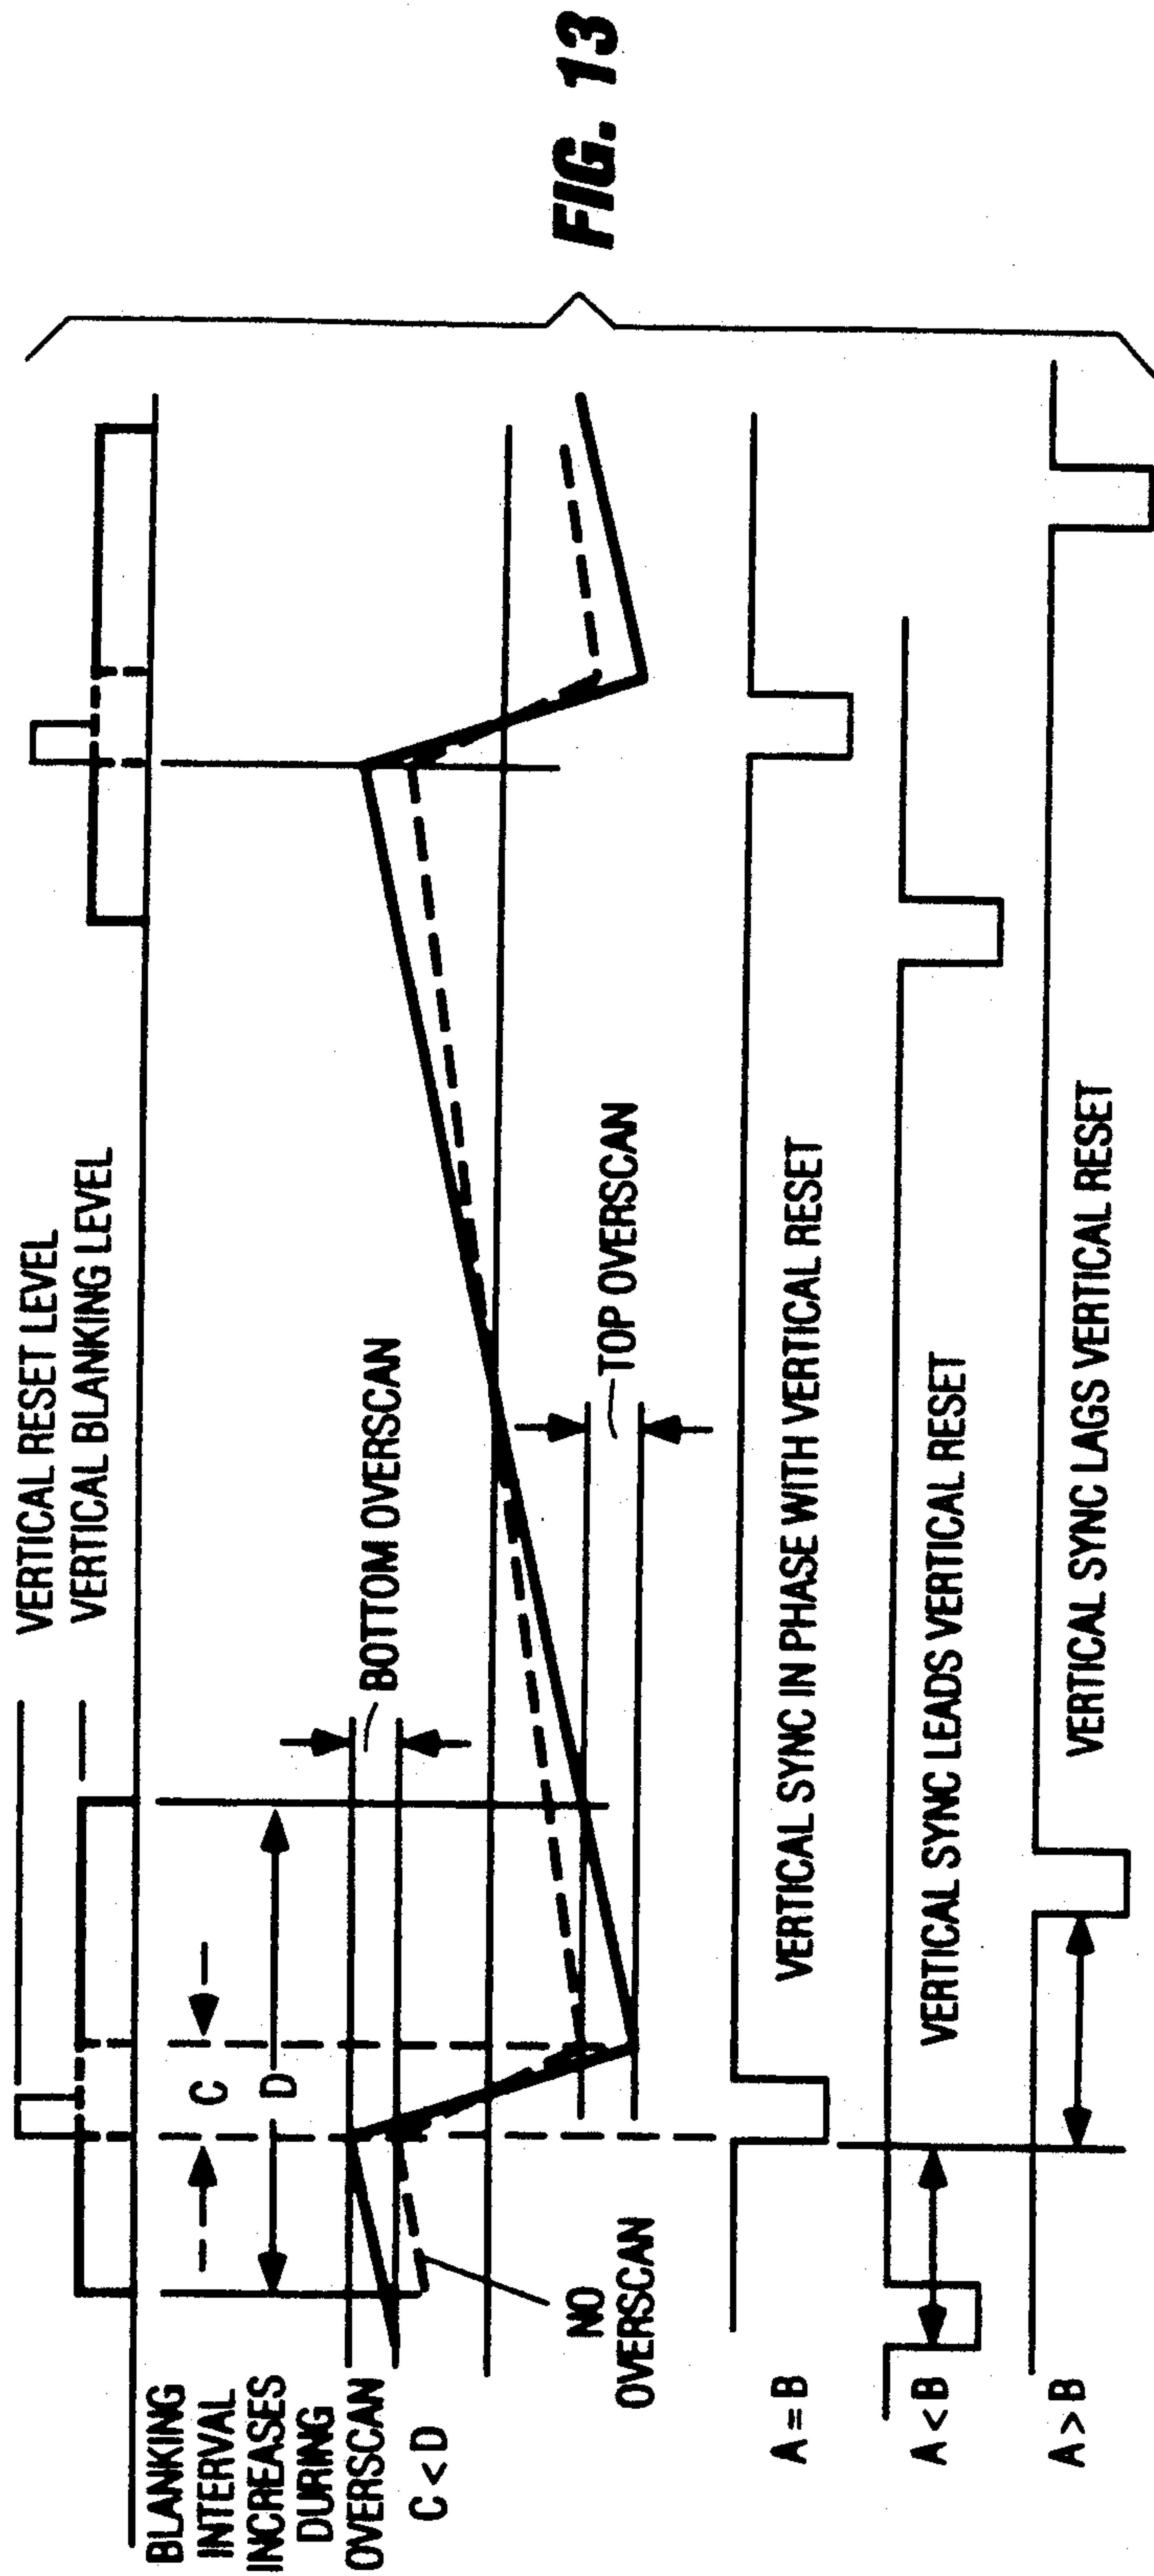 VERTICAL RESET LEVEL
VERTICAL BLANKING LEVEL
BLANKING
INTERVAL
INCREASES
DURING
OVERSCAN
C < D
C
D
BOTTOM OVERSCAN
NO
OVERSCAN
TOP OVERSCAN
A = B
VERTICAL SYNC IN PHASE WITH VERTICAL RESET
A < B
VERTICAL SYNC LEADS VERTICAL RESET
A > B
VERTICAL SYNC LAGS VERTICAL RESET
FIG. 13